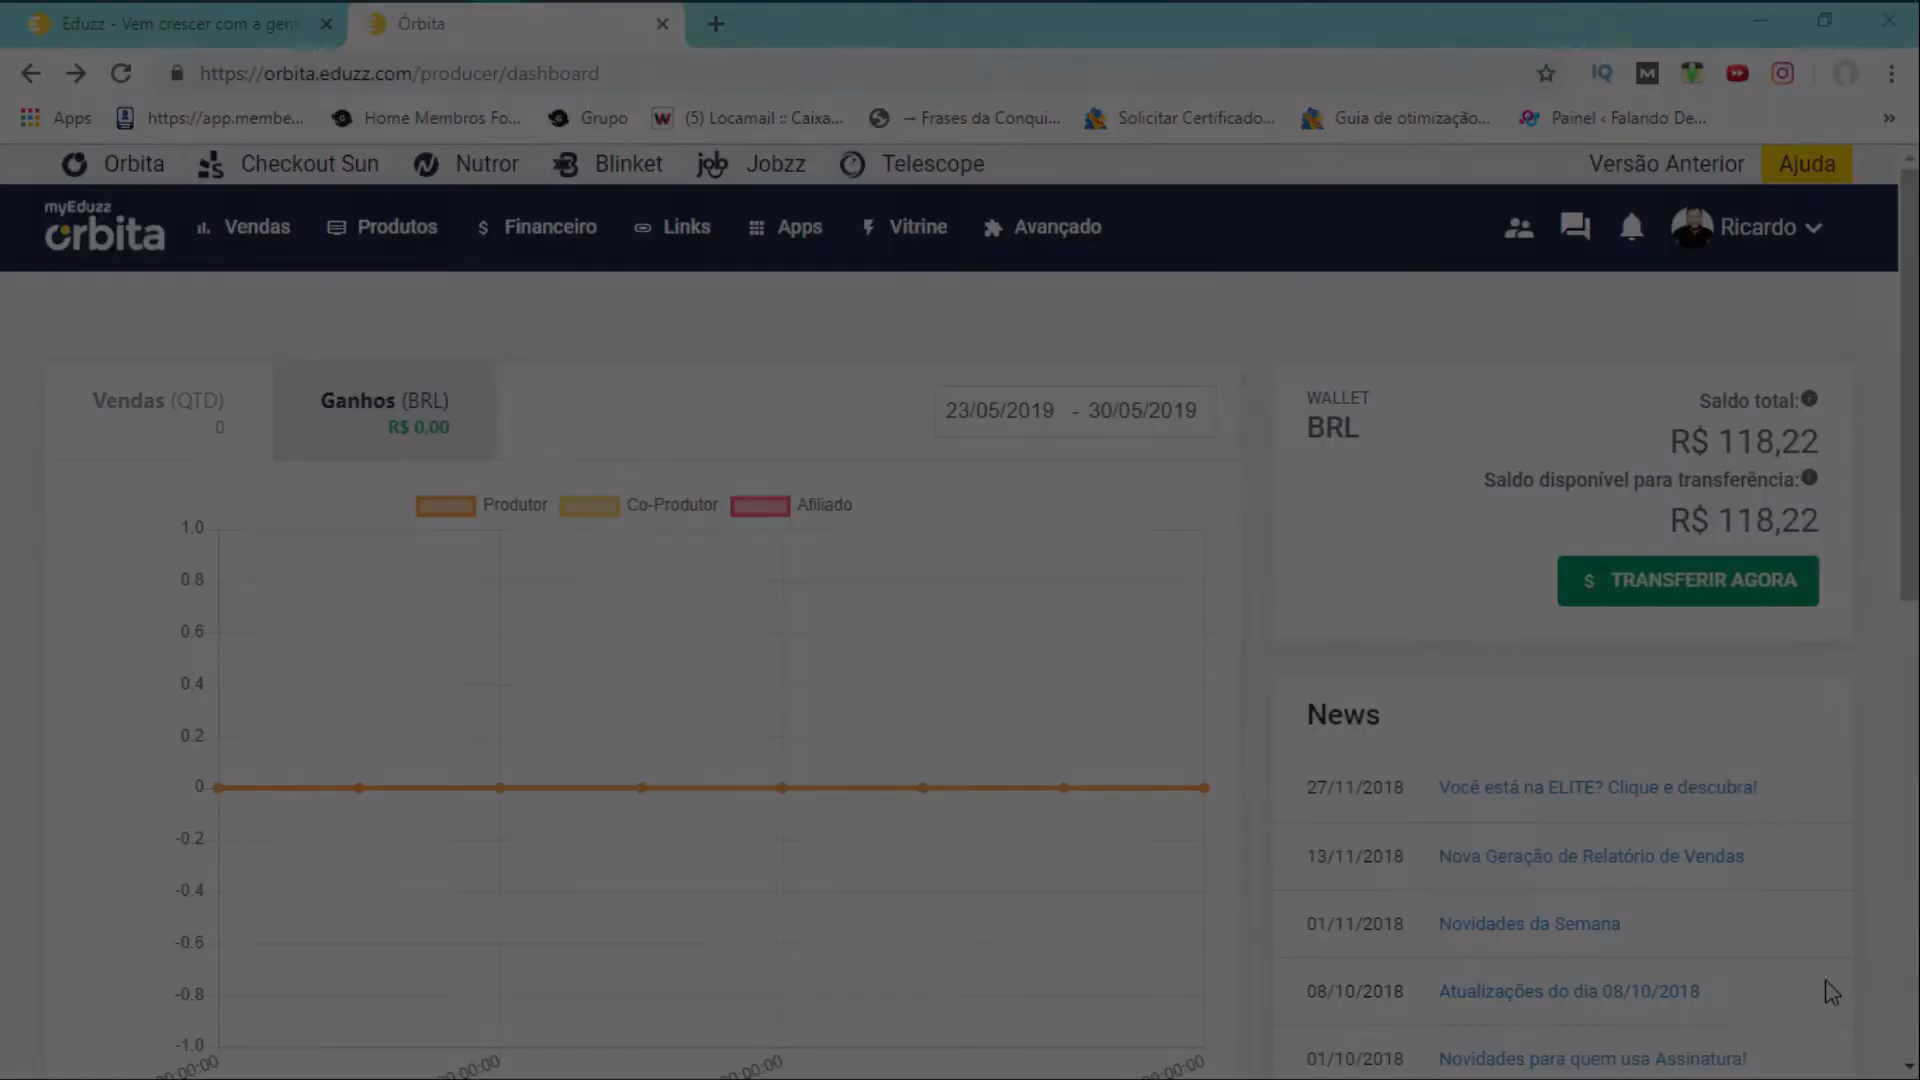 Eduzz - Vem crescer com a gent
Órbita
https://orbita.eduzz.com/producer/dashboard
Apps
https://app.membe...
Home Membros Fo...
Grupo
(5) Locamail :: Caixa...
→ Frases da Conqui...
Solicitar Certificado...
Guia de otimização...
Painel ‹ Falando De...
»
Orbita
Checkout Sun
Nutror
Blinket
job Jobzz
Telescope
Versão Anterior
Ajuda
myEduzz
orbita
Vendas
Produtos
$ Financeiro
Links
Apps
Vitrine
Avançado
Ricardo
Vendas (QTD)
0
Ganhos (BRL)
R$ 0,00
23/05/2019 - 30/05/2019
WALLET
BRL
Saldo total:
R$ 118,22
Saldo disponível para transferência:
R$ 118,22
$ TRANSFERIR AGORA
Produtor
Co-Produtor
Afiliado
1.0
0.8
0.6
0.4
0.2
0
-0.2
-0.4
-0.6
-0.8
-1.0
News
27/11/2018 Você está na ELITE? Clique e descubra!
13/11/2018 Nova Geração de Relatório de Vendas
01/11/2018 Novidades da Semana
08/10/2018 Atualizações do dia 08/10/2018
01/10/2018 Novidades para quem usa Assinatura!